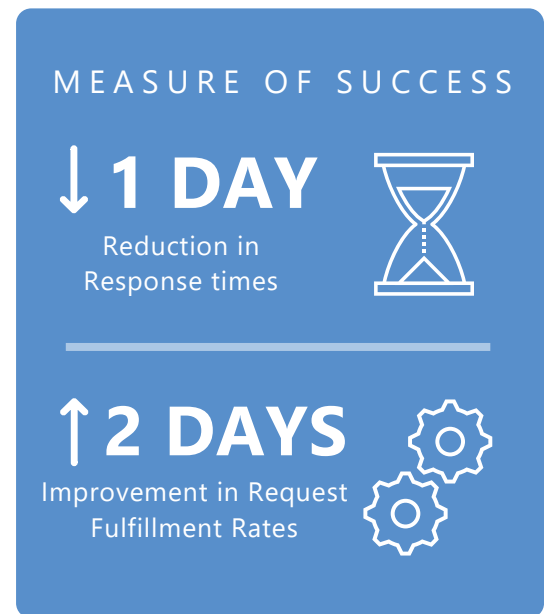 MEASURE OF SUCCESS
↓ 1 DAY
Reduction in
Response times
↑ 2 DAYS
Improvement in Request
Fulfillment Rates